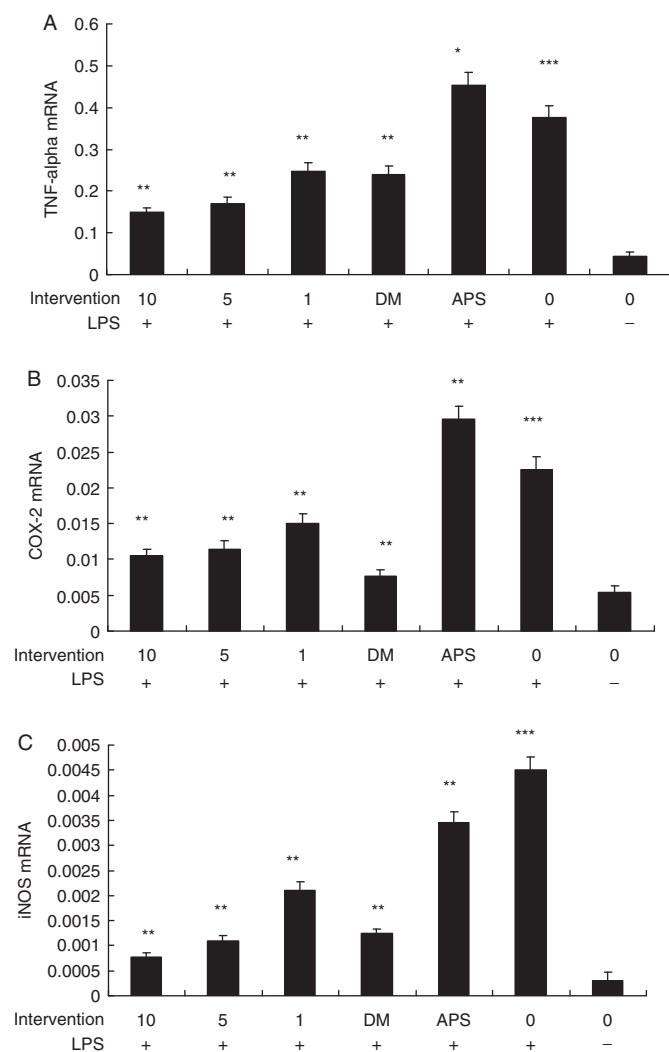 A
TNF-alpha mRNA
0.6
0.5
0.4
0.3
0.2
0.1
0
** ** ** ** * ***
Intervention 10 5 1 DM APS 0 0
LPS + + + + + + −
B
COX-2 mRNA
0.035
0.03
0.025
0.02
0.015
0.01
0.005
0
** ** ** ** ** ***
Intervention 10 5 1 DM APS 0 0
LPS + + + + + + −
C
iNOS mRNA
0.005
0.0045
0.004
0.0035
0.003
0.0025
0.002
0.0015
0.001
0.0005
0
** ** ** ** ** ***
Intervention 10 5 1 DM APS 0 0
LPS + + + + + + −